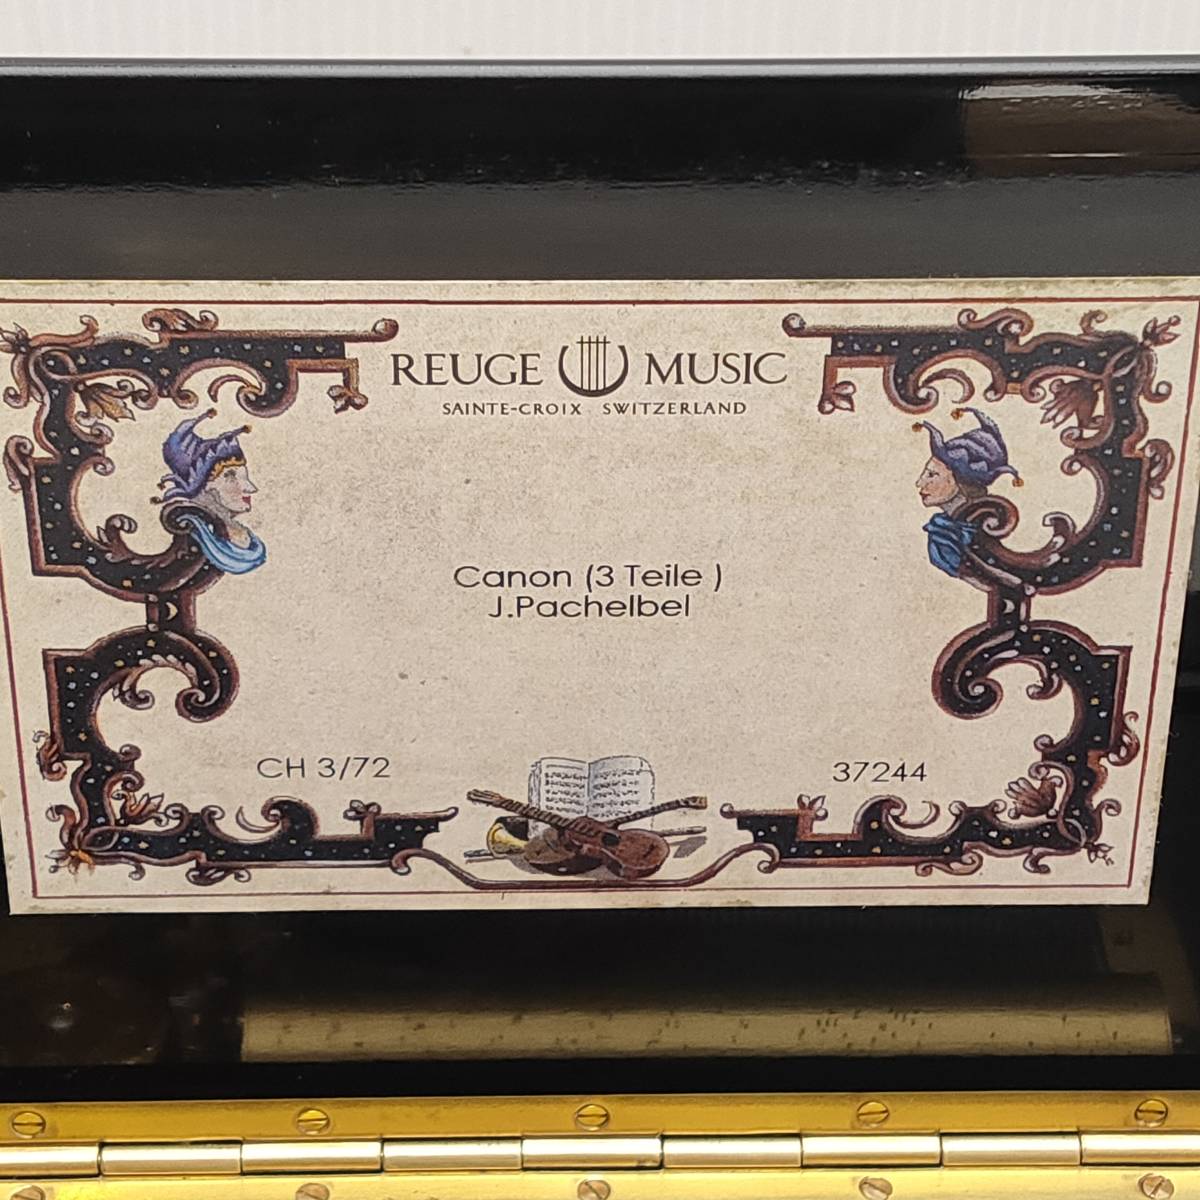 REUGE MUSIC
SAINTE-CROIX SWITZERLAND
Canon (3 Teile )
J.Pachelbel
CH 3/72
37244